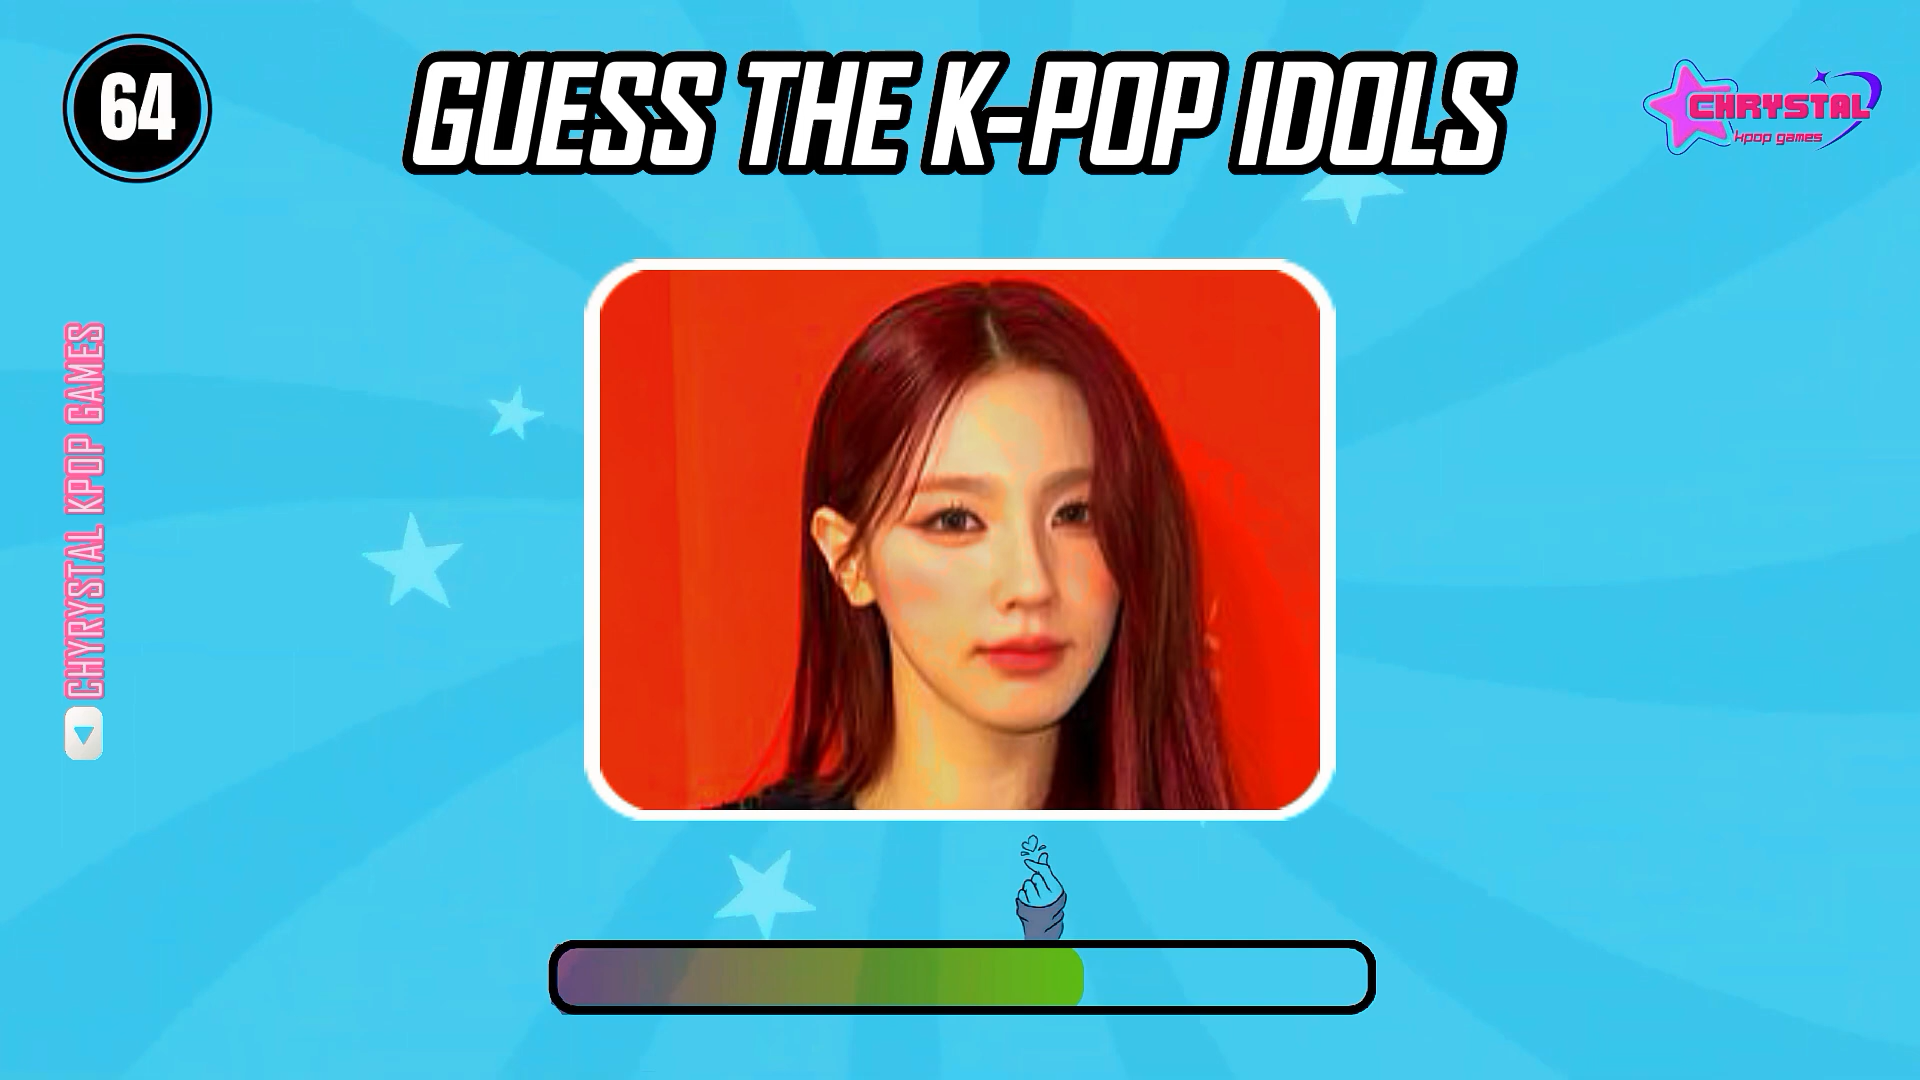 64
GUESS THE K-POP IDOLS
CHRYSTAL
kpop games
CHYRYSTAL KPOP GAMES